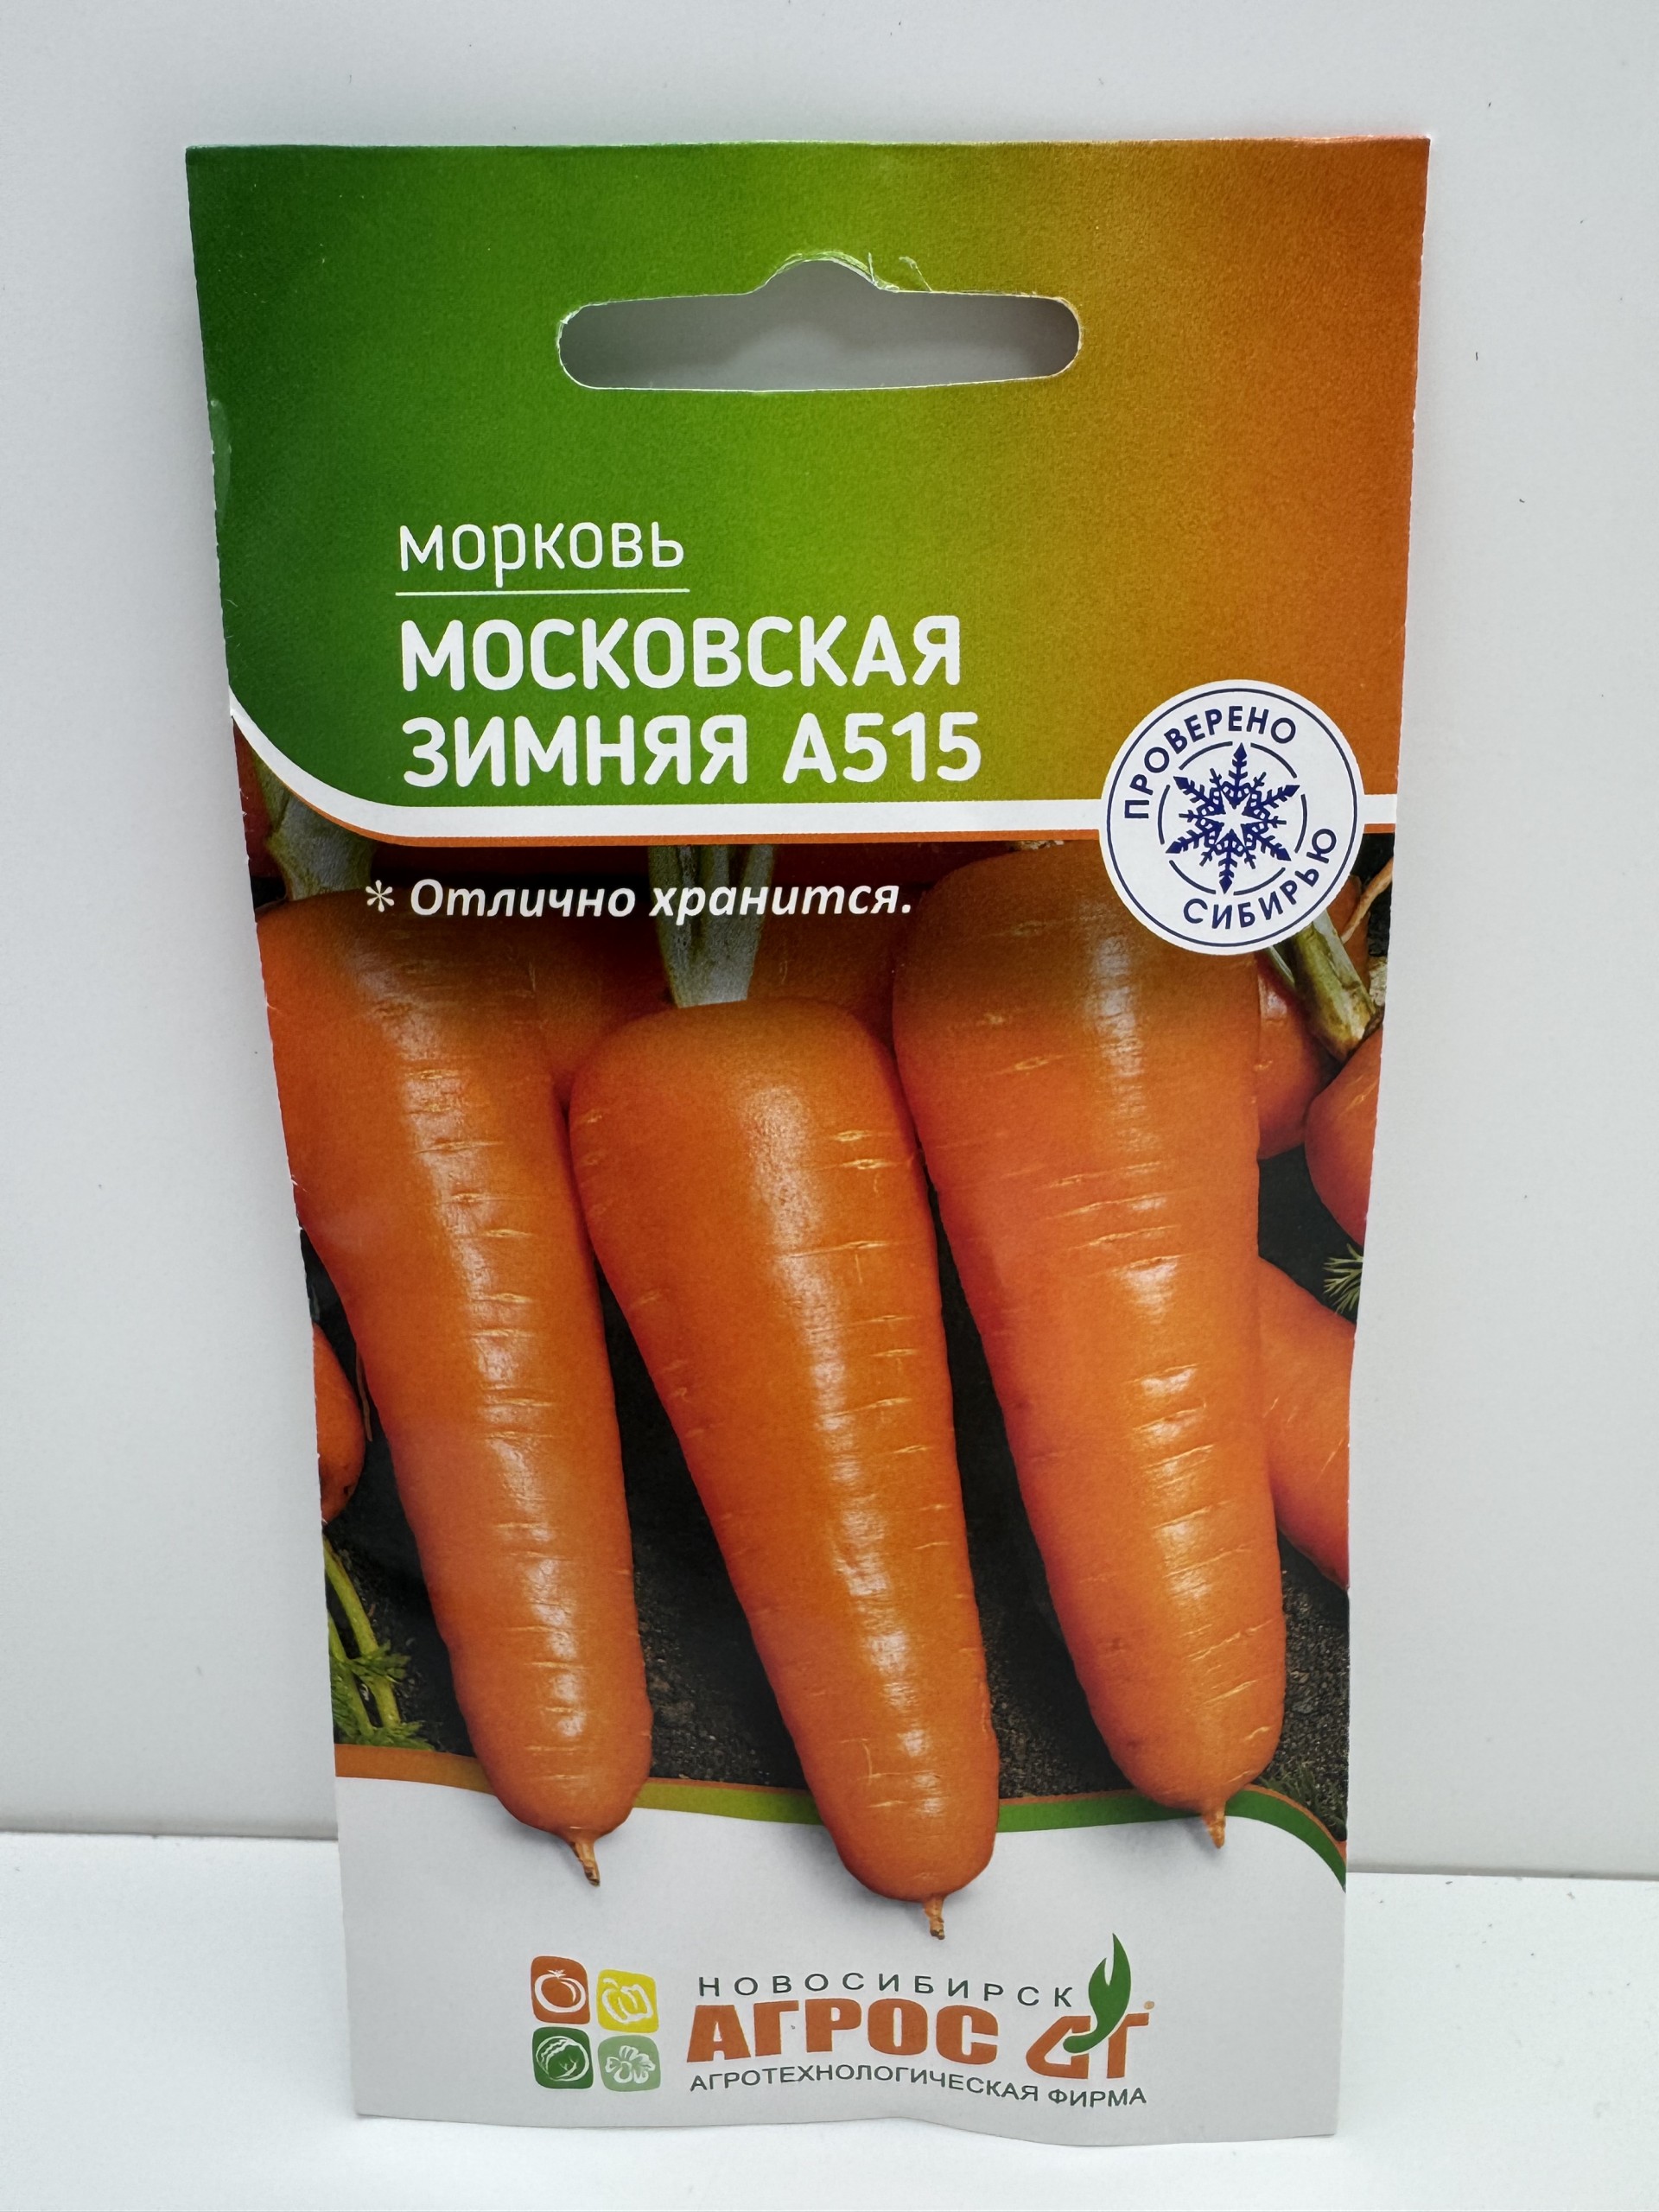 морковь
МОСКОВСКАЯ
ЗИМНЯЯ А515
ПРОВЕРЕНО
СИБИРЬЮ
* Отлично хранится.
НОВОСИБИРСК
АГРОС
АГРОТЕХНОЛОГИЧЕСКАЯ ФИРМА